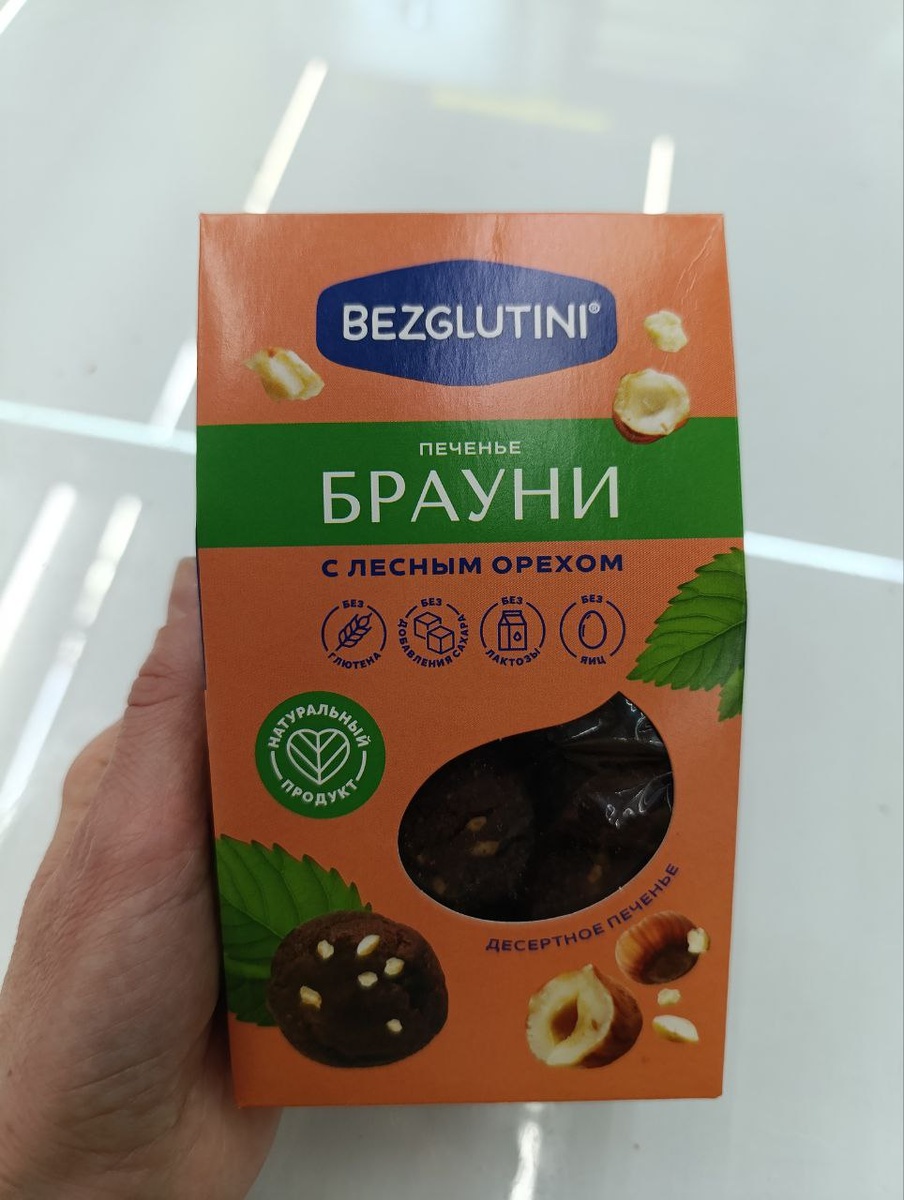 BEZGLUTINI®
ПЕЧЕНЬЕ
БРАУНИ
С ЛЕСНЫМ ОРЕХОМ
БЕЗ ГЛЮТЕНА
БЕЗ ДОБАВЛЕНИЯ САХАРА
БЕЗ ЛАКТОЗЫ
БЕЗ ЯИЦ
НАТУРАЛЬНЫЙ ПРОДУКТ
ДЕСЕРТНОЕ ПЕЧЕНЬЕ